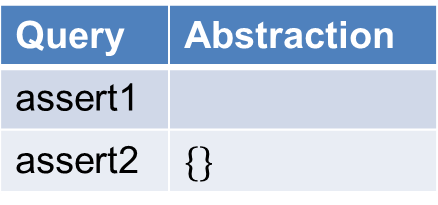 Query Abstraction
assert1
assert2 {}